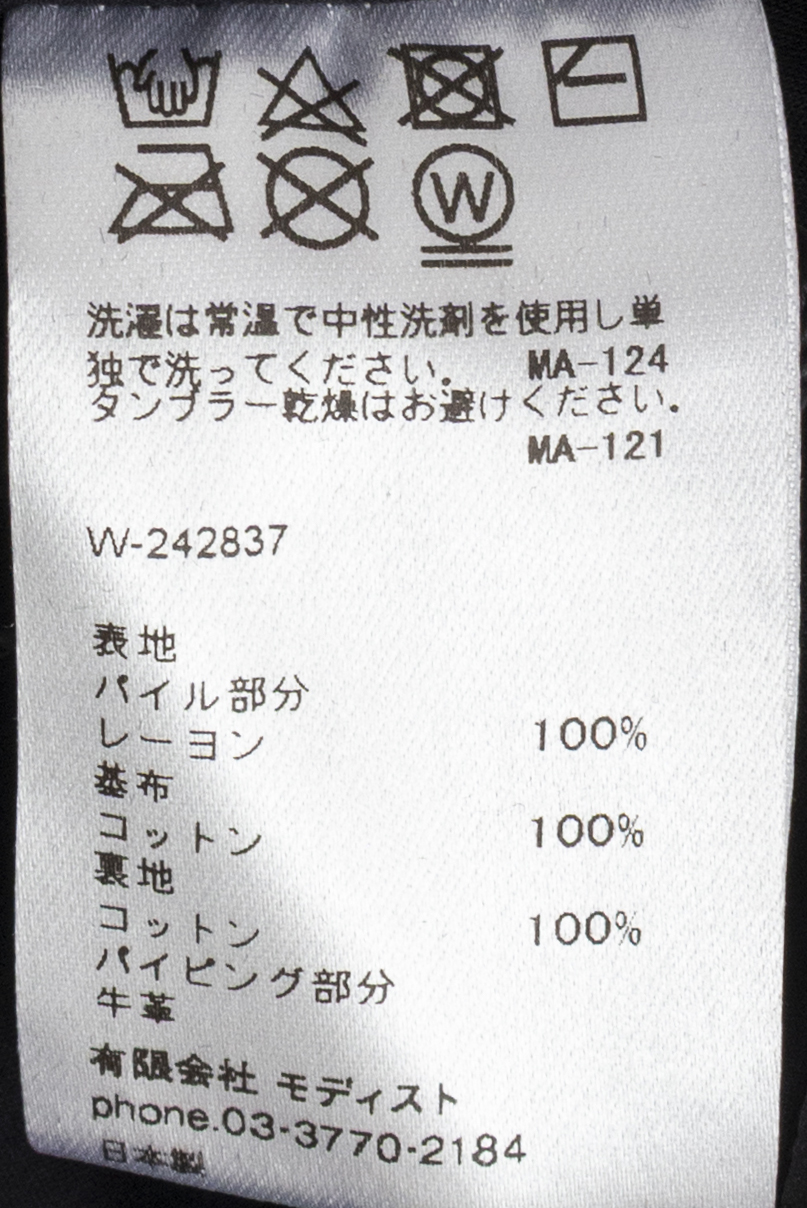 W
洗濯は常温で中性洗剤を使用し単
独で洗ってください。 MA-124
タンブラー乾燥はお避けください。
MA-121
W-242837
表地
パイル部分
レーヨン 100%
基布
コットン 100%
裏地
コットン 100%
パイピング部分
牛革
有限会社 モディスト
phone.03-3770-2184
日本製